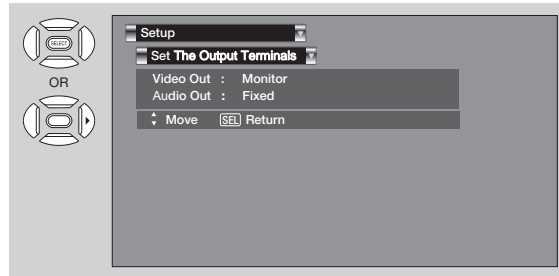 SELECT
OR
Setup
Set The Output Terminals
Video Out : Monitor
Audio Out : Fixed
Move SEL Return